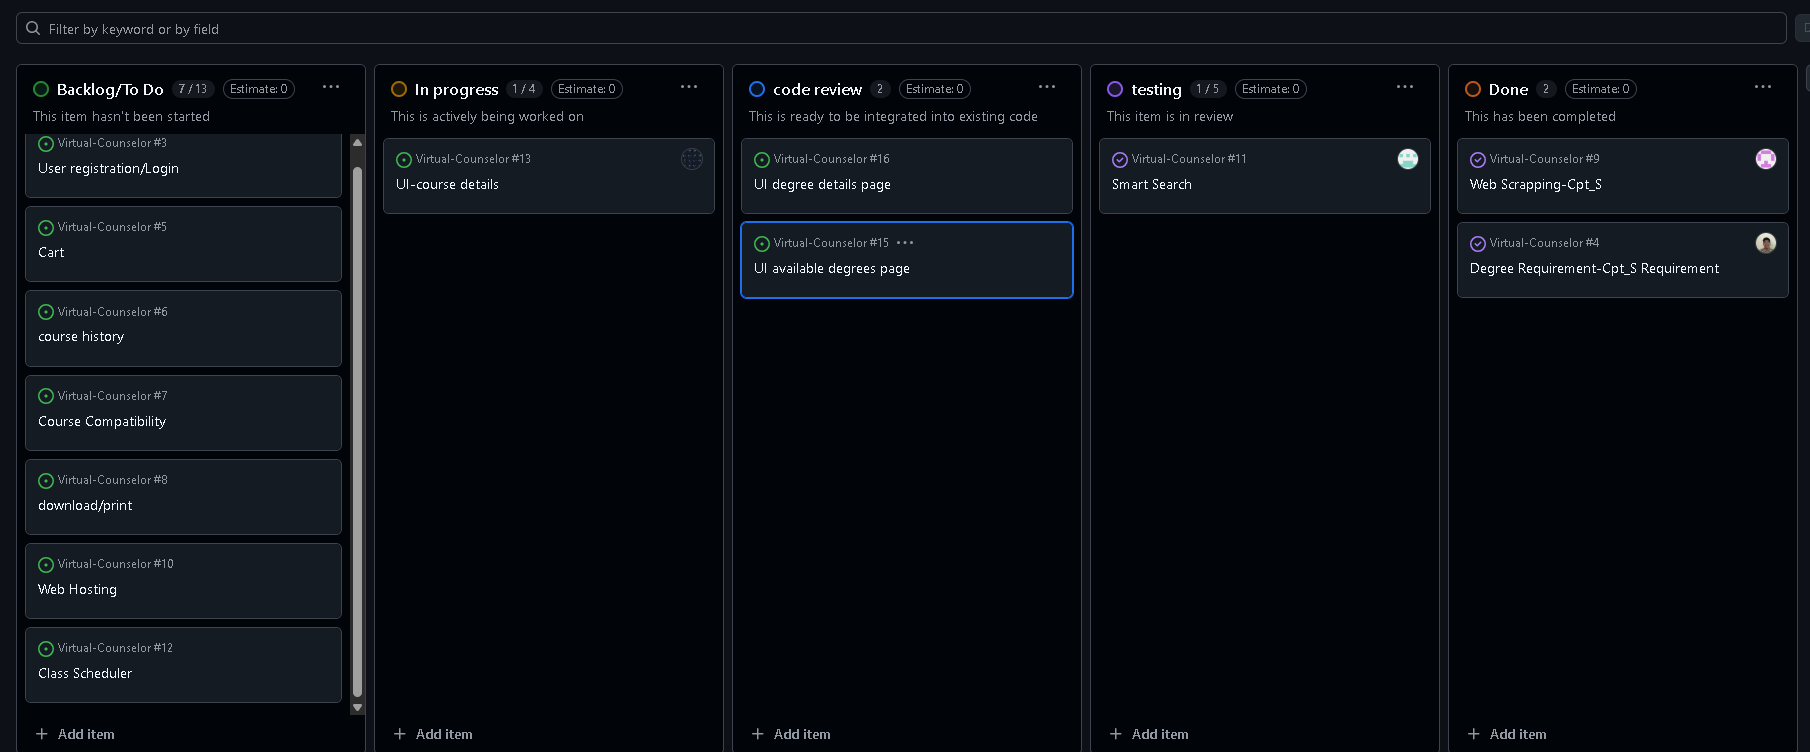 Filter by keyword or by field
Backlog/To Do 7 / 13 Estimate: 0
This item hasn't been started
Virtual-Counselor #3
User registration/Login
Virtual-Counselor #5
Cart
Virtual-Counselor #6
course history
Virtual-Counselor #7
Course Compatibility
Virtual-Counselor #8
download/print
Virtual-Counselor #10
Web Hosting
Virtual-Counselor #12
Class Scheduler
Add item
In progress 1 / 4 Estimate: 0
This is actively being worked on
Virtual-Counselor #13
UI-course details
Add item
code review 2 Estimate: 0
This is ready to be integrated into existing code
Virtual-Counselor #16
UI degree details page
Virtual-Counselor #15
UI available degrees page
Add item
testing 1 / 5 Estimate: 0
This item is in review
Virtual-Counselor #11
Smart Search
Add item
Done 2 Estimate: 0
This has been completed
Virtual-Counselor #9
Web Scrapping-Cpt_S
Virtual-Counselor #4
Degree Requirement-Cpt_S Requirement
Add item